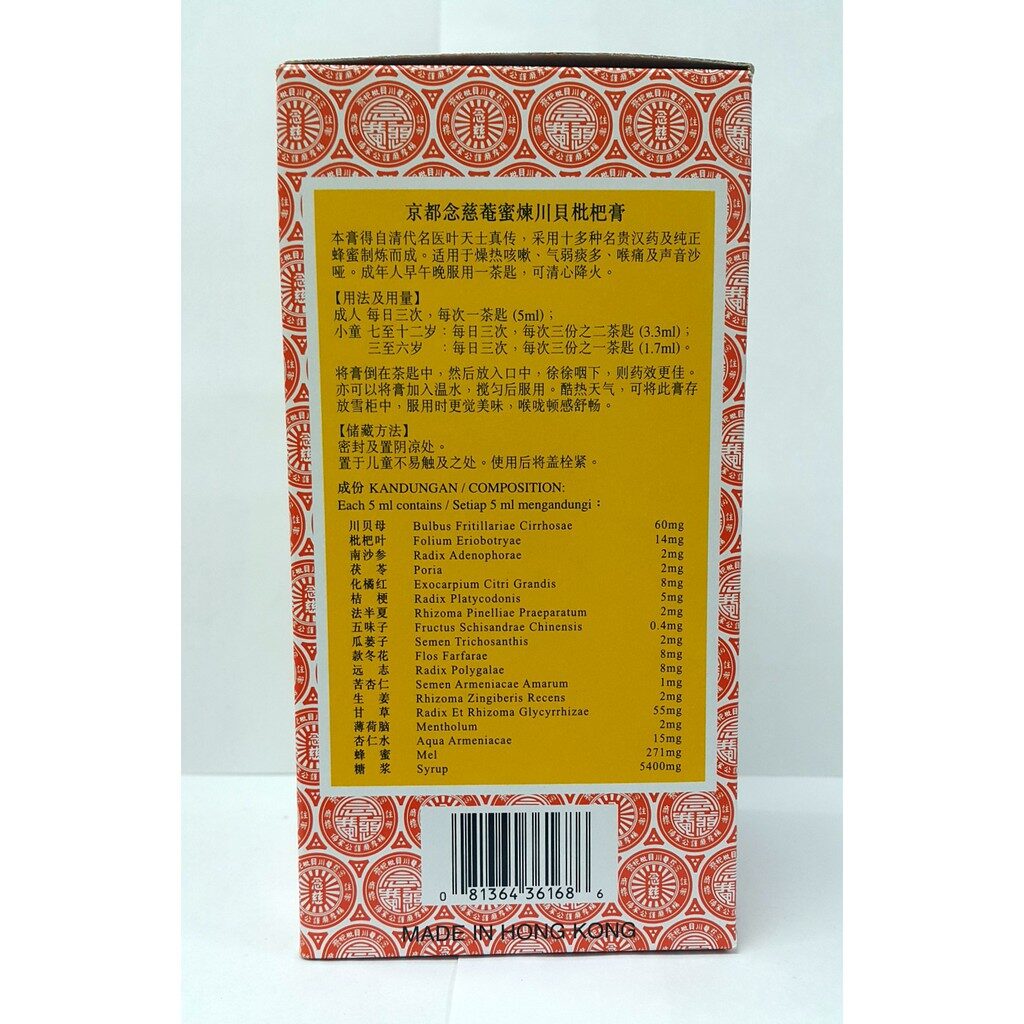 京都念慈菴蜜煉川貝枇杷膏
本膏得自清代名医叶天士真传，采用十多种名贵汉药及纯正
蜂蜜制炼而成。适用于燥热咳嗽、气弱痰多、喉痛及声音沙
哑。成年人早午晚服用一茶匙，可清心降火。
【用法及用量】
成人 每日三次，每次一茶匙 (5ml)；
小童 七至十二岁：每日三次，每次三份之二茶匙 (3.3ml)；
三至六岁 ：每日三次，每次三份之一茶匙 (1.7ml)。
将膏倒在茶匙中，然后放入口中，徐徐咽下，则药效更佳。
亦可以将膏加入温水，搅匀后服用。酷热天气，可将此膏存
放雪柜中，服用时更觉美味，喉咙顿感舒畅。
【储藏方法】
密封及置阴凉处。
置于儿童不易触及之处。使用后将盖栓紧。
成份 KANDUNGAN / COMPOSITION:
Each 5 ml contains / Setiap 5 ml mengandungi：
川贝母 Bulbus Fritillariae Cirrhosae 60mg
枇杷叶 Folium Eriobotryae 14mg
南沙参 Radix Adenophorae 2mg
茯苓 Poria 2mg
化橘红 Exocarpium Citri Grandis 8mg
桔梗 Radix Platycodonis 5mg
法半夏 Rhizoma Pinelliae Praeparatum 2mg
五味子 Fructus Schisandrae Chinensis 0.4mg
瓜蒌子 Semen Trichosanthis 2mg
款冬花 Flos Farfarae 8mg
远志 Radix Polygalae 8mg
苦杏仁 Semen Armeniacae Amarum 1mg
生姜 Rhizoma Zingiberis Recens 2mg
甘草 Radix Et Rhizoma Glycyrrhizae 55mg
薄荷脑 Mentholum 2mg
杏仁水 Aqua Armeniacae 15mg
蜂蜜 Mel 271mg
糖浆 Syrup 5400mg
0 81364 36168 6
MADE IN HONG KONG
念慈